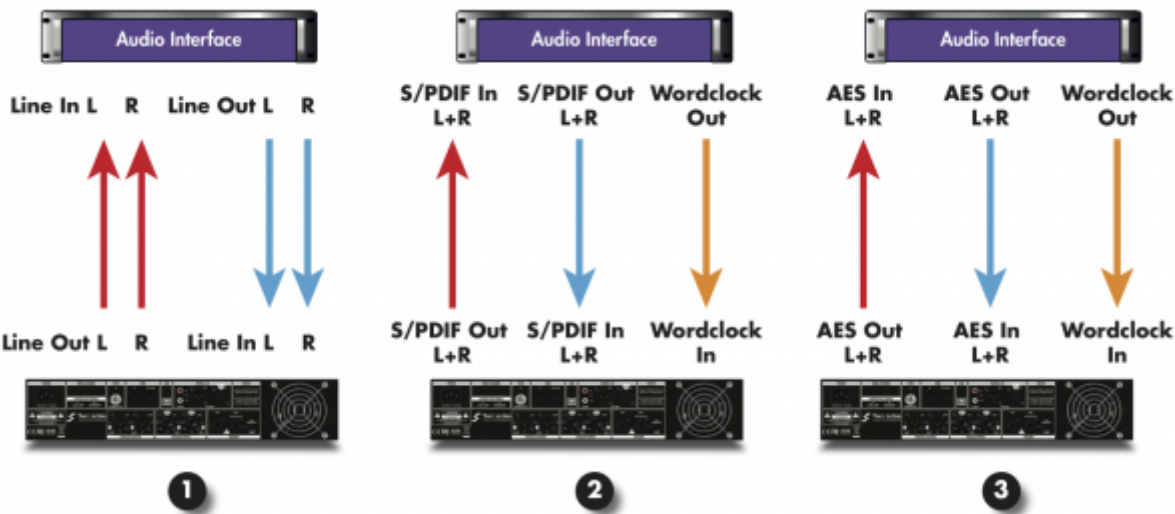 Audio Interface
Line In L R Line Out L R
Line Out L R Line In L R
1
Audio Interface
S/PDIF In L+R
S/PDIF Out L+R
Wordclock Out
S/PDIF Out L+R
S/PDIF In L+R
Wordclock In
2
Audio Interface
AES In L+R
AES Out L+R
Wordclock Out
AES Out L+R
AES In L+R
Wordclock In
3